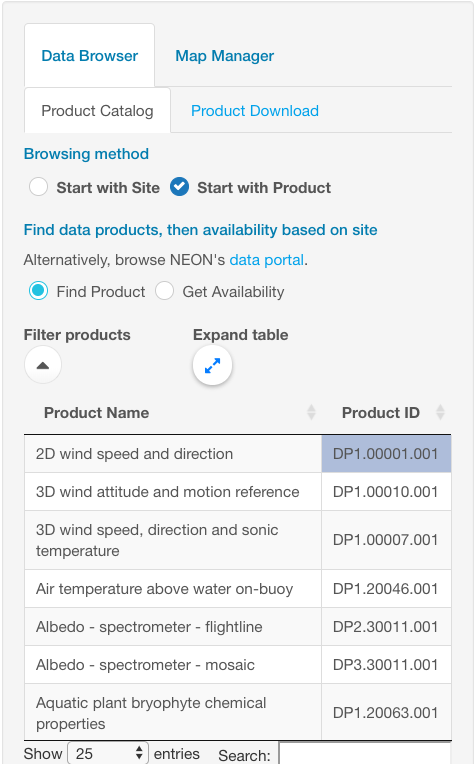 Data Browser Map Manager
Product Catalog Product Download
Browsing method
Start with Site Start with Product
Find data products, then availability based on site
Alternatively, browse NEON's data portal.
Find Product Get Availability
Filter products Expand table
Product Name Product ID
2D wind speed and direction DP1.00001.001
3D wind attitude and motion reference DP1.00010.001
3D wind speed, direction and sonic
temperature DP1.00007.001
Air temperature above water on-buoy DP1.20046.001
Albedo - spectrometer - flightline DP2.30011.001
Albedo - spectrometer - mosaic DP3.30011.001
Aquatic plant bryophyte chemical
properties DP1.20063.001
Show 25 entries Search: